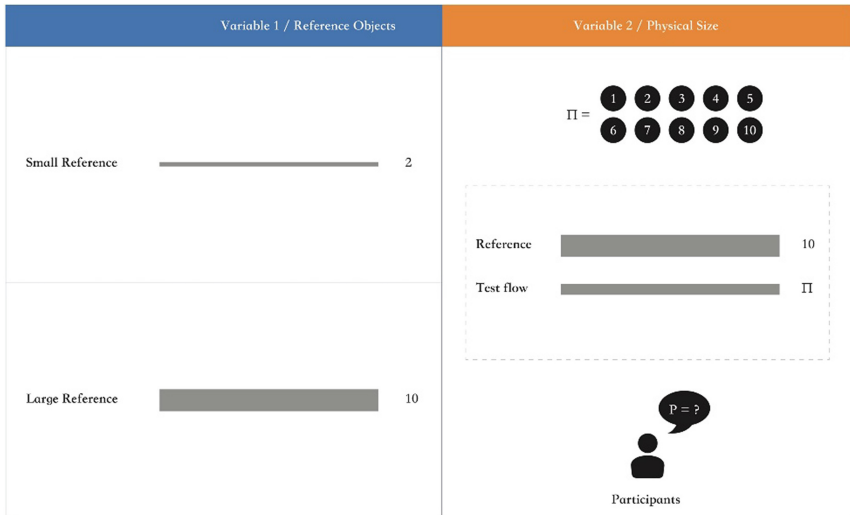 Variable 1 / Reference Objects
Variable 2 / Physical Size
Small Reference 2
Large Reference 10
Π =
1 2 3 4 5
6 7 8 9 10
Reference 10
Test flow Π
P = ?
Participants